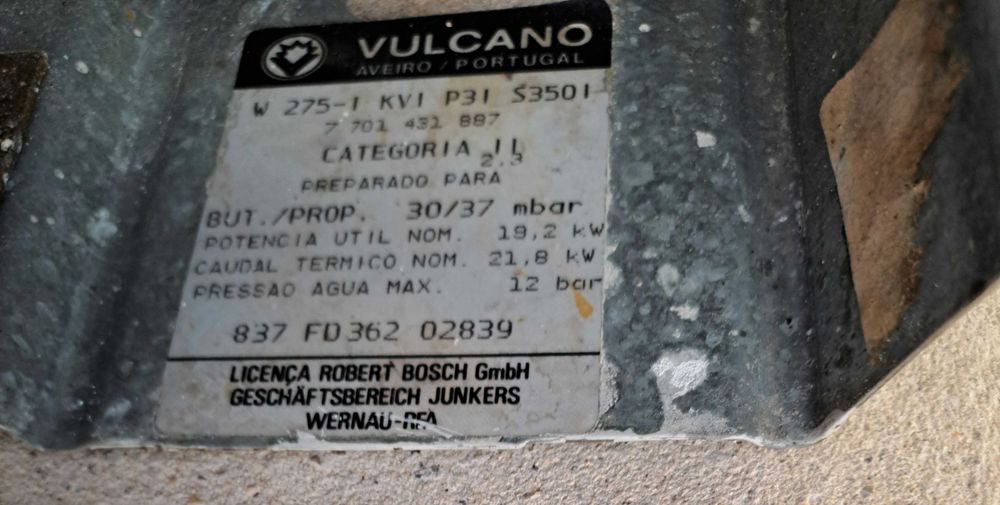 VULCANO
AVEIRO / PORTUGAL
W 275-1 KV1 P31 S3501
7 701 431 887
CATEGORIA II 2,3
PREPARADO PARA
BUT./PROP. 30/37 mbar
POTENCIA UTIL NOM. 19,2 kW
CAUDAL TERMICO NOM. 21,8 kW
PRESSAO AGUA MAX. 12 bar
837 FD362 02839
LICENÇA ROBERT BOSCH GmbH
GESCHÄFTSBEREICH JUNKERS
WERNAU-RFA